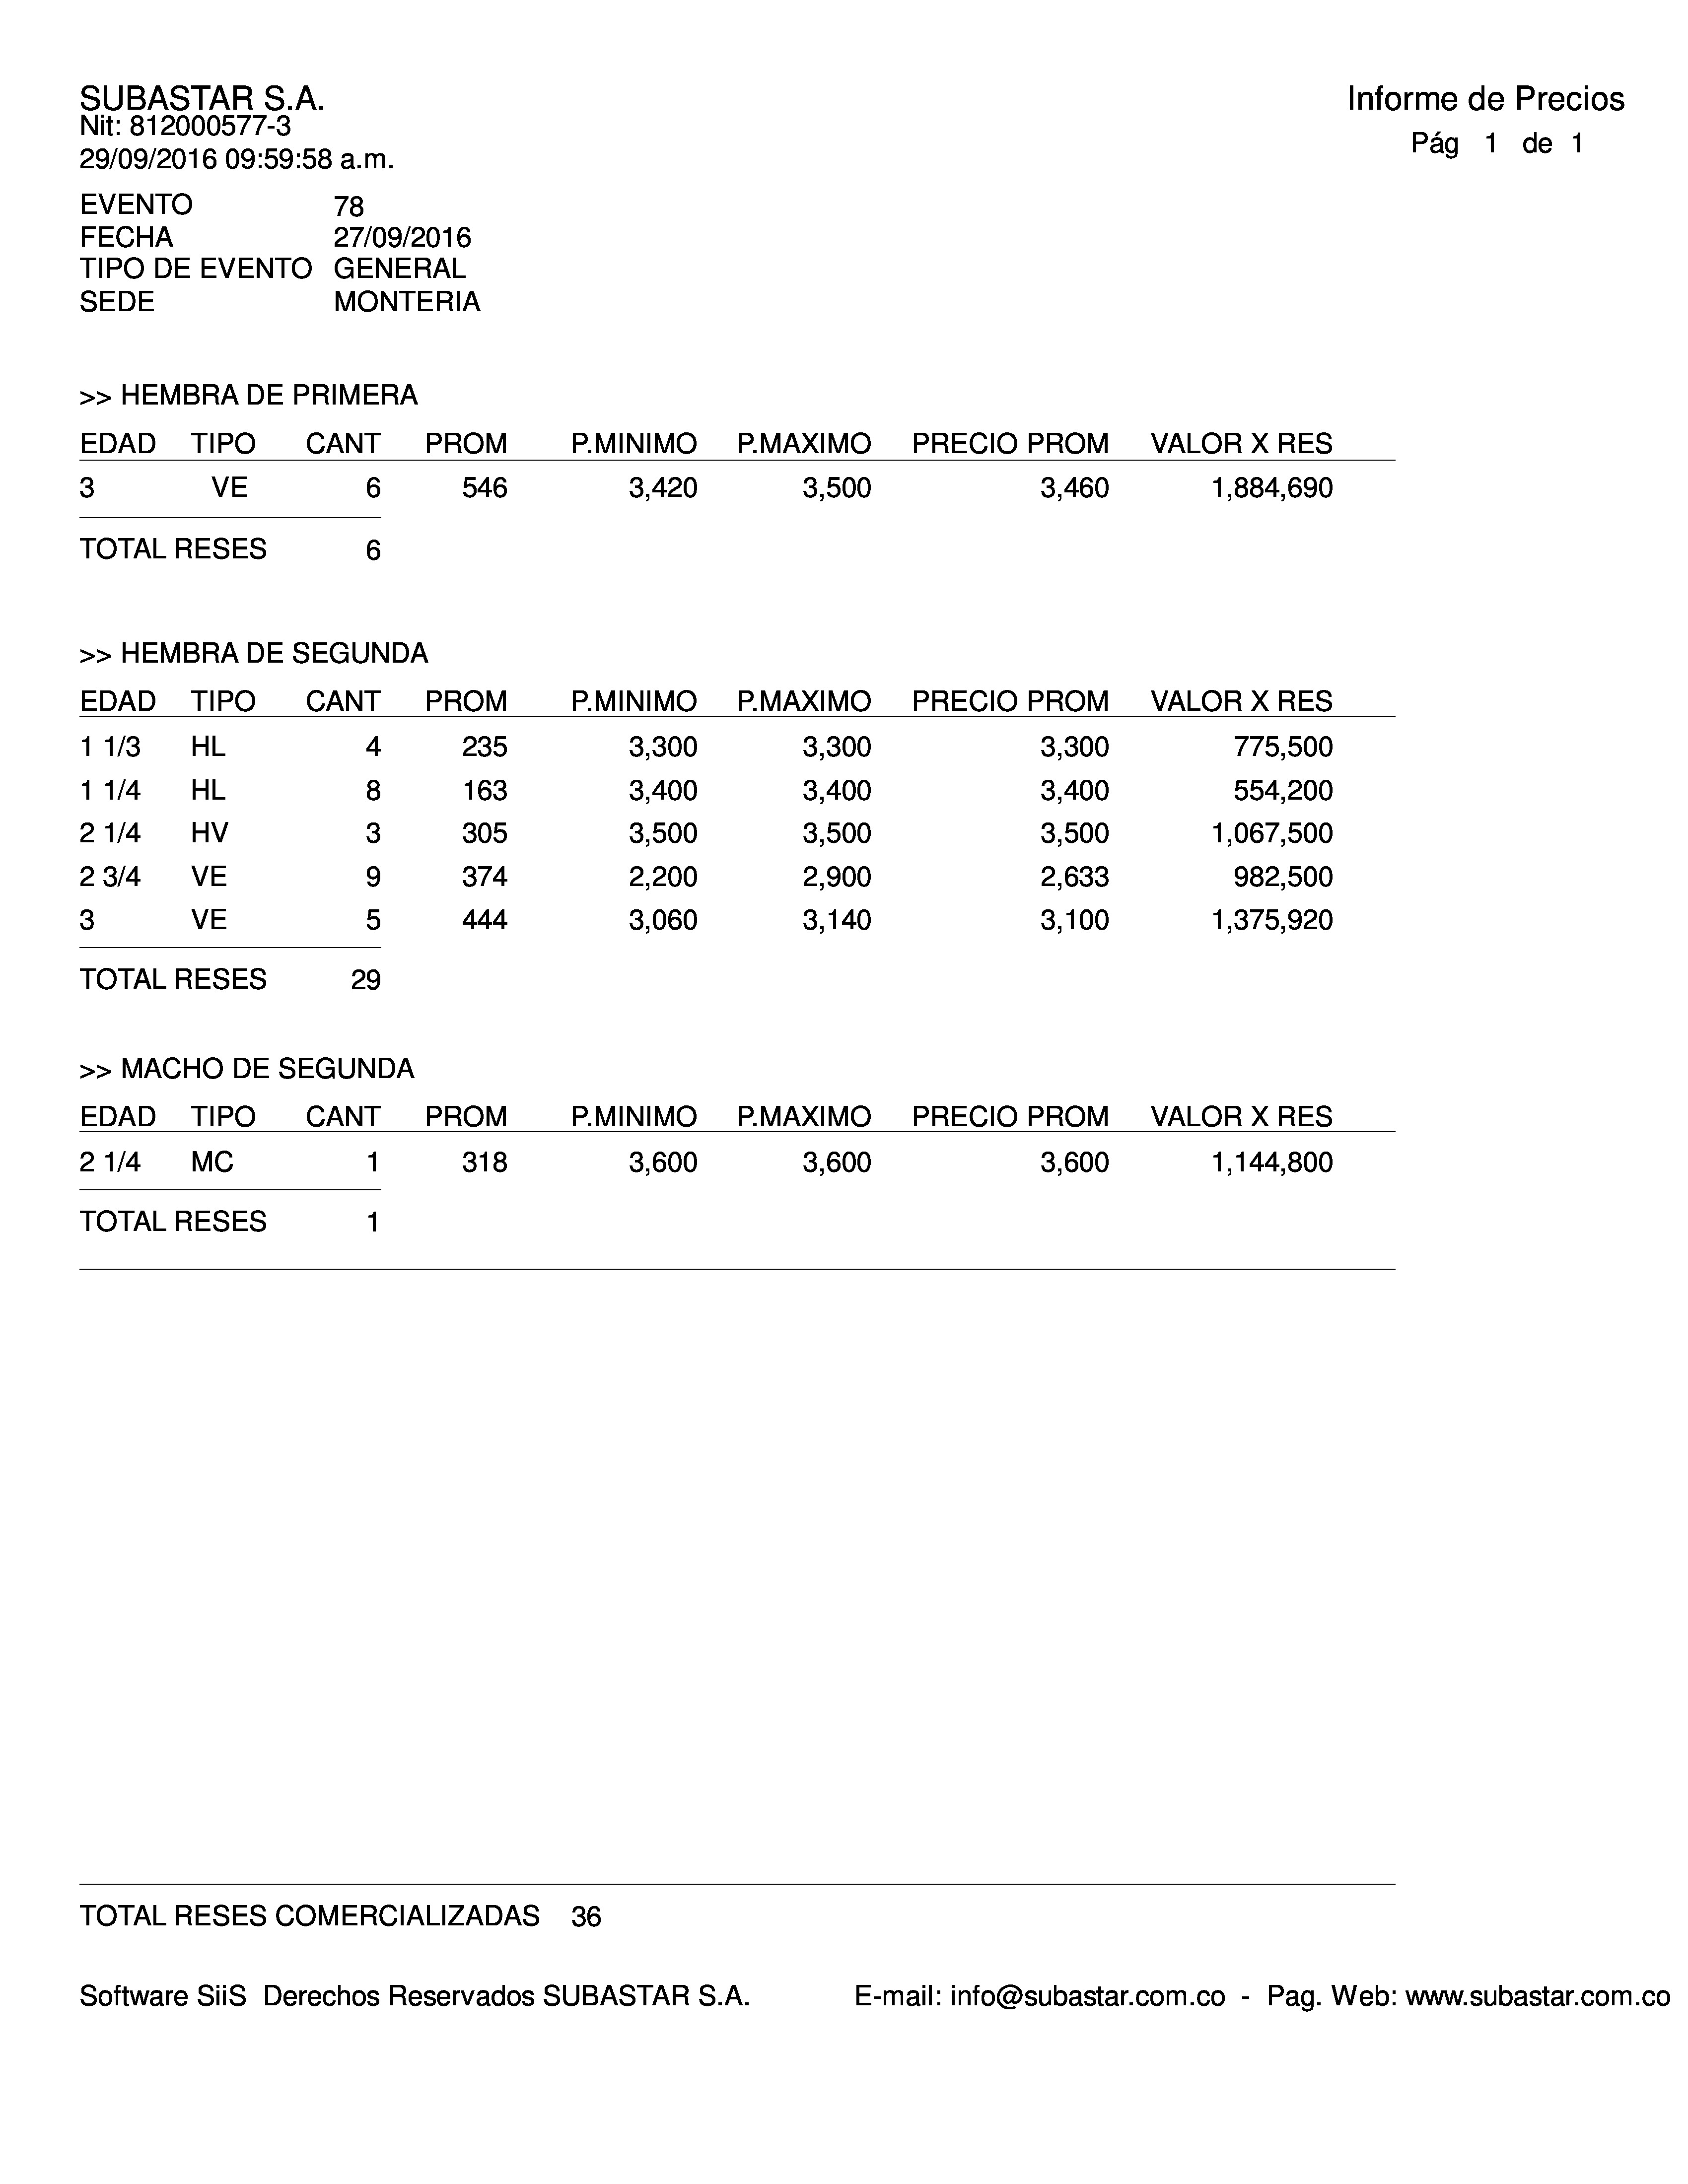 SUBASTAR S.A.
Informe de Precios
Nit: 812000577-3
Pág 1 de 1
29/09/2016 09:59:58 a.m.
EVENTO 78
FECHA 27/09/2016
TIPO DE EVENTO GENERAL
SEDE MONTERIA
>> HEMBRA DE PRIMERA
EDAD TIPO CANT PROM P.MINIMO P.MAXIMO PRECIO PROM VALOR X RES
3 VE 6 546 3,420 3,500 3,460 1,884,690
TOTAL RESES 6
>> HEMBRA DE SEGUNDA
EDAD TIPO CANT PROM P.MINIMO P.MAXIMO PRECIO PROM VALOR X RES
1 1/3 HL 4 235 3,300 3,300 3,300 775,500
1 1/4 HL 8 163 3,400 3,400 3,400 554,200
2 1/4 HV 3 305 3,500 3,500 3,500 1,067,500
2 3/4 VE 9 374 2,200 2,900 2,633 982,500
3 VE 5 444 3,060 3,140 3,100 1,375,920
TOTAL RESES 29
>> MACHO DE SEGUNDA
EDAD TIPO CANT PROM P.MINIMO P.MAXIMO PRECIO PROM VALOR X RES
2 1/4 MC 1 318 3,600 3,600 3,600 1,144,800
TOTAL RESES 1
TOTAL RESES COMERCIALIZADAS 36
Software SiiS Derechos Reservados SUBASTAR S.A. E-mail: info@subastar.com.co - Pag. Web: www.subastar.com.co